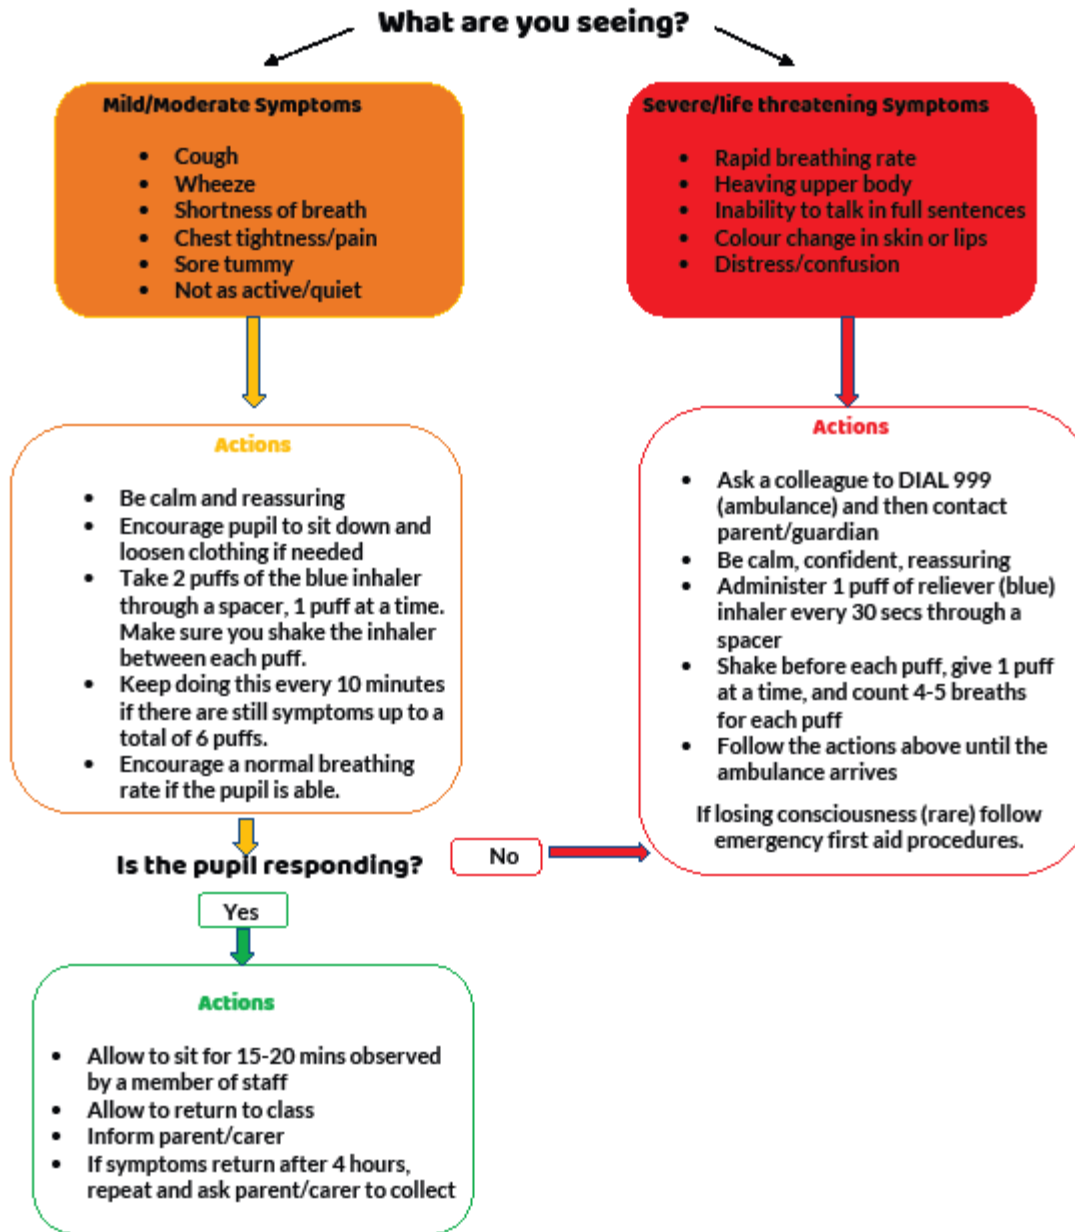 What are you seeing?
Mild/Moderate Symptoms
• Cough
• Wheeze
• Shortness of breath
• Chest tightness/pain
• Sore tummy
• Not as active/quiet
Severe/life threatening Symptoms
• Rapid breathing rate
• Heaving upper body
• Inability to talk in full sentences
• Colour change in skin or lips
• Distress/confusion
Actions
• Be calm and reassuring
• Encourage pupil to sit down and
loosen clothing if needed
• Take 2 puffs of the blue inhaler
through a spacer, 1 puff at a time.
Make sure you shake the inhaler
between each puff.
• Keep doing this every 10 minutes
if there are still symptoms up to a
total of 6 puffs.
• Encourage a normal breathing
rate if the pupil is able.
Actions
• Ask a colleague to DIAL 999
(ambulance) and then contact
parent/guardian
• Be calm, confident, reassuring
• Administer 1 puff of reliever (blue)
inhaler every 30 secs through a
spacer
• Shake before each puff, give 1 puff
at a time, and count 4-5 breaths
for each puff
• Follow the actions above until the
ambulance arrives
If losing consciousness (rare) follow
emergency first aid procedures.
Is the pupil responding?
No
Yes
Actions
• Allow to sit for 15-20 mins observed
by a member of staff
• Allow to return to class
• Inform parent/carer
• If symptoms return after 4 hours,
repeat and ask parent/carer to collect